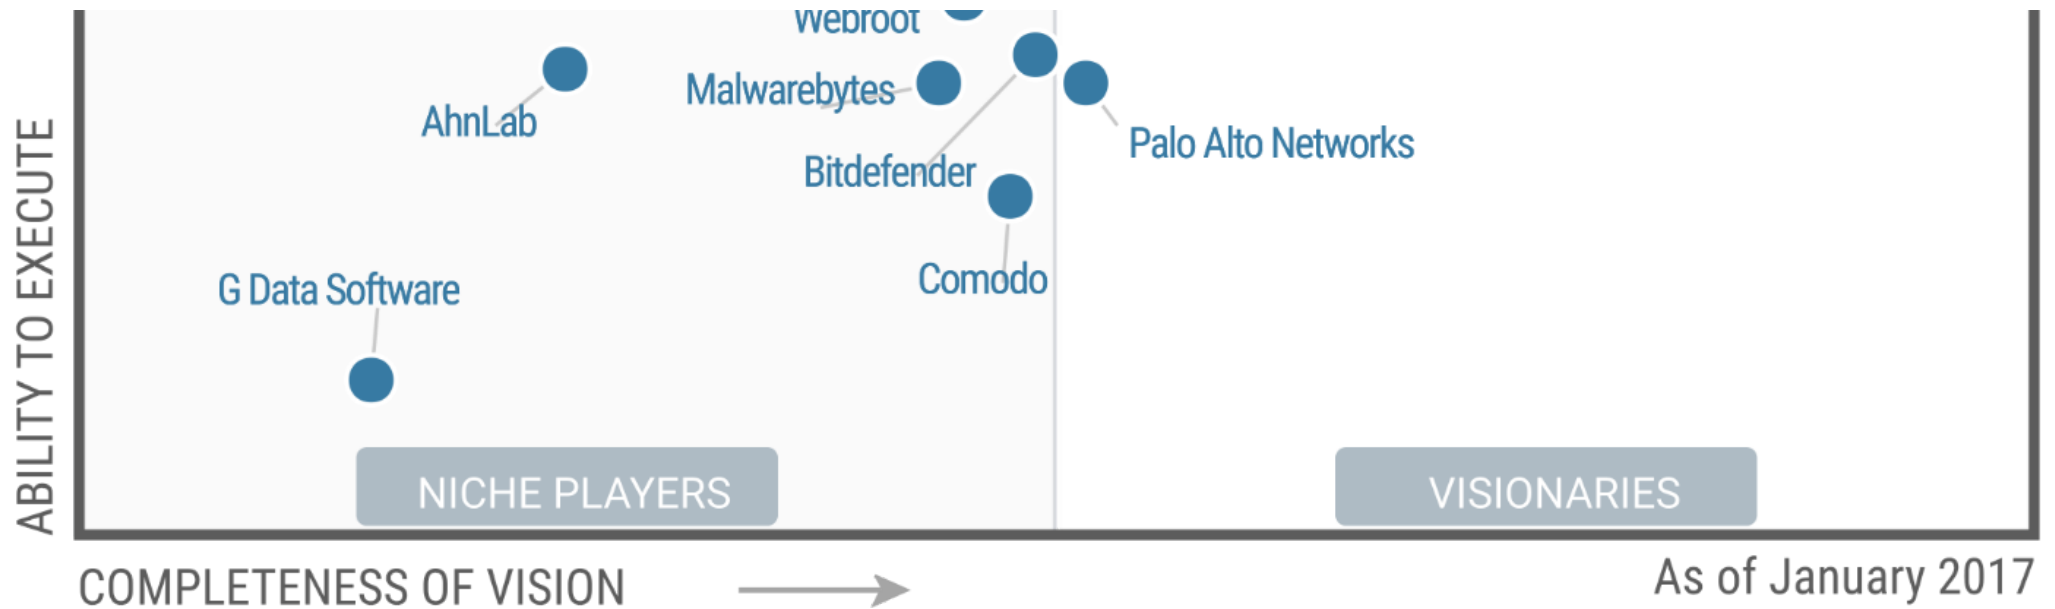 Webroot
Malwarebytes
AhnLab
Palo Alto Networks
Bitdefender
Comodo
G Data Software
ABILITY TO EXECUTE
NICHE PLAYERS
VISIONARIES
COMPLETENESS OF VISION
As of January 2017